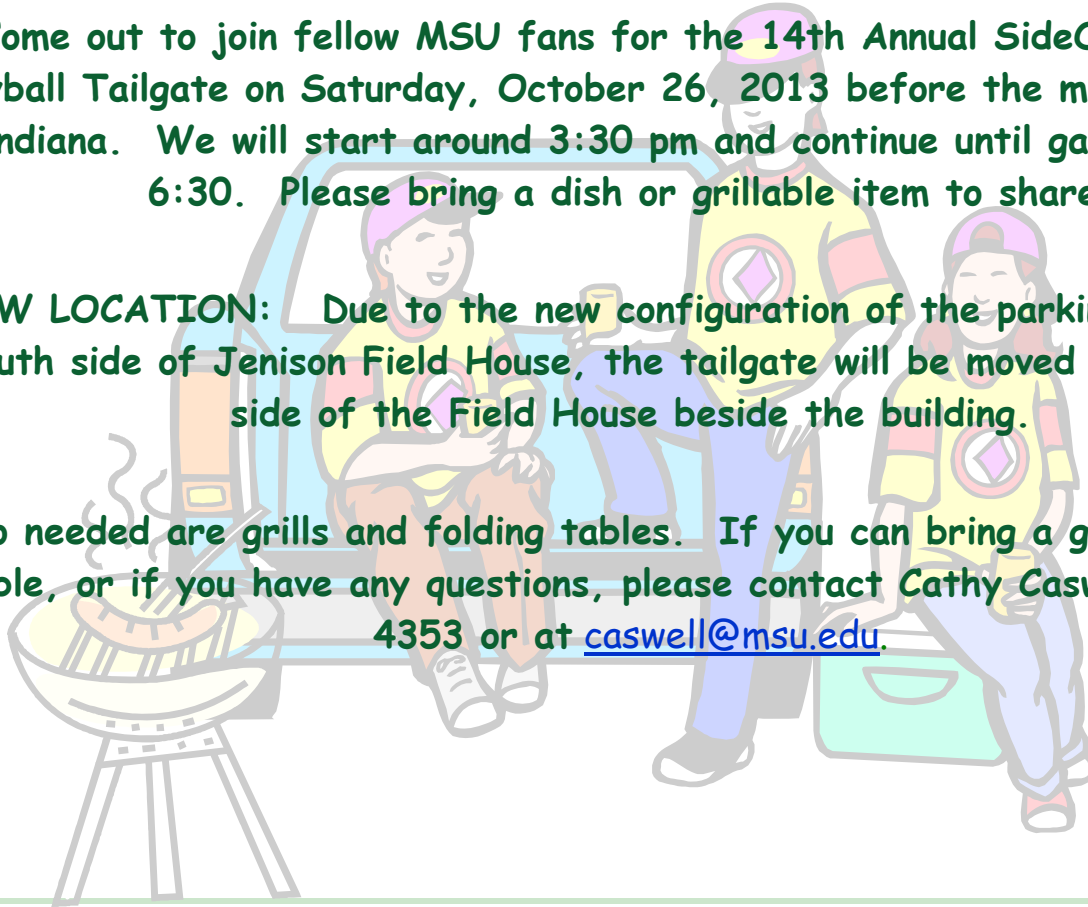 ome out to join fellow MSU fans for the 14th Annual Side
ball Tailgate on Saturday, October 26, 2013 before the m
ndiana. We will start around 3:30 pm and continue until ga
6:30. Please bring a dish or grillable item to share
W LOCATION: Due to the new configuration of the parkin
uth side of Jenison Field House, the tailgate will be moved
side of the Field House beside the building.
o needed are grills and folding tables. If you can bring a g
ble, or if you have any questions, please contact Cathy Casw
4353 or at caswell@msu.edu.